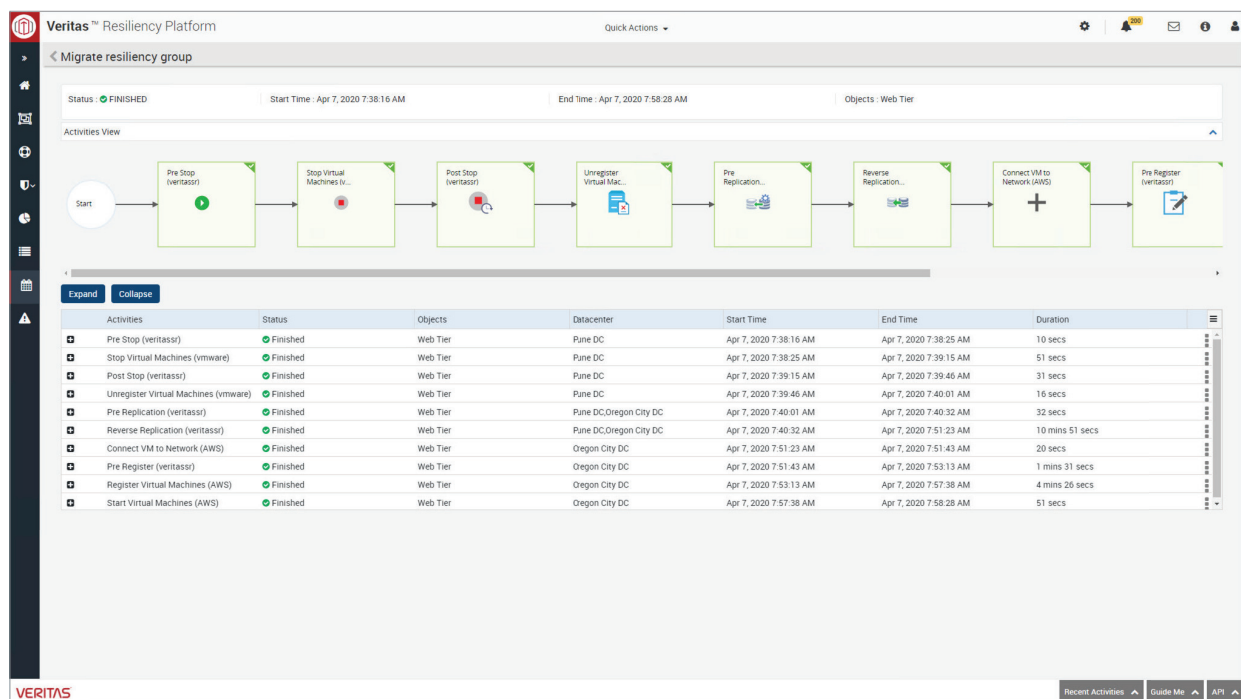 Veritas™ Resiliency Platform Quick Actions 200
Migrate resiliency group
Status : FINISHED Start Time : Apr 7, 2020 7:38:16 AM End Time : Apr 7, 2020 7:58:28 AM Objects : Web Tier
Activities View
Start
Pre Stop
(veritassr)
Stop Virtual
Machines (v...
Post Stop
(veritassr)
Unregister
Virtual Mac...
Pre
Replication...
Reverse
Replication...
Connect VM to
Network (AWS)
Pre Register
(veritassr)
Expand Collapse
Activities Status Objects Datacenter Start Time End Time Duration
Pre Stop (veritassr) Finished Web Tier Pune DC Apr 7, 2020 7:38:16 AM Apr 7, 2020 7:38:25 AM 10 secs
Stop Virtual Machines (vmware) Finished Web Tier Pune DC Apr 7, 2020 7:38:25 AM Apr 7, 2020 7:39:15 AM 51 secs
Post Stop (veritassr) Finished Web Tier Pune DC Apr 7, 2020 7:39:15 AM Apr 7, 2020 7:39:46 AM 31 secs
Unregister Virtual Machines (vmware) Finished Web Tier Pune DC Apr 7, 2020 7:39:46 AM Apr 7, 2020 7:40:01 AM 16 secs
Pre Replication (veritassr) Finished Web Tier Pune DC,Oregon City DC Apr 7, 2020 7:40:01 AM Apr 7, 2020 7:40:32 AM 32 secs
Reverse Replication (veritassr) Finished Web Tier Pune DC,Oregon City DC Apr 7, 2020 7:40:32 AM Apr 7, 2020 7:51:23 AM 10 mins 51 secs
Connect VM to Network (AWS) Finished Web Tier Oregon City DC Apr 7, 2020 7:51:23 AM Apr 7, 2020 7:51:43 AM 20 secs
Pre Register (veritassr) Finished Web Tier Oregon City DC Apr 7, 2020 7:51:43 AM Apr 7, 2020 7:53:13 AM 1 mins 31 secs
Register Virtual Machines (AWS) Finished Web Tier Oregon City DC Apr 7, 2020 7:53:13 AM Apr 7, 2020 7:57:38 AM 4 mins 26 secs
Start Virtual Machines (AWS) Finished Web Tier Oregon City DC Apr 7, 2020 7:57:38 AM Apr 7, 2020 7:58:28 AM 51 secs
VERITAS Recent Activities Guide Me API